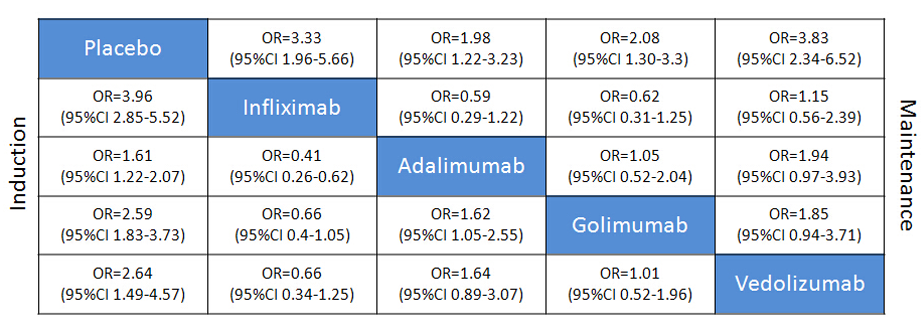 Placebo
OR=3.33
(95%CI 1.96-5.66)
OR=1.98
(95%CI 1.22-3.23)
OR=2.08
(95%CI 1.30-3.3)
OR=3.83
(95%CI 2.34-6.52)
OR=3.96
(95%CI 2.85-5.52)
Infliximab
OR=0.59
(95%CI 0.29-1.22)
OR=0.62
(95%CI 0.31-1.25)
OR=1.15
(95%CI 0.56-2.39)
OR=1.61
(95%CI 1.22-2.07)
OR=0.41
(95%CI 0.26-0.62)
Adalimumab
OR=1.05
(95%CI 0.52-2.04)
OR=1.94
(95%CI 0.97-3.93)
OR=2.59
(95%CI 1.83-3.73)
OR=0.66
(95%CI 0.4-1.05)
OR=1.62
(95%CI 1.05-2.55)
Golimumab
OR=1.85
(95%CI 0.94-3.71)
OR=2.64
(95%CI 1.49-4.57)
OR=0.66
(95%CI 0.34-1.25)
OR=1.64
(95%CI 0.89-3.07)
OR=1.01
(95%CI 0.52-1.96)
Vedolizumab
Induction
Maintenance